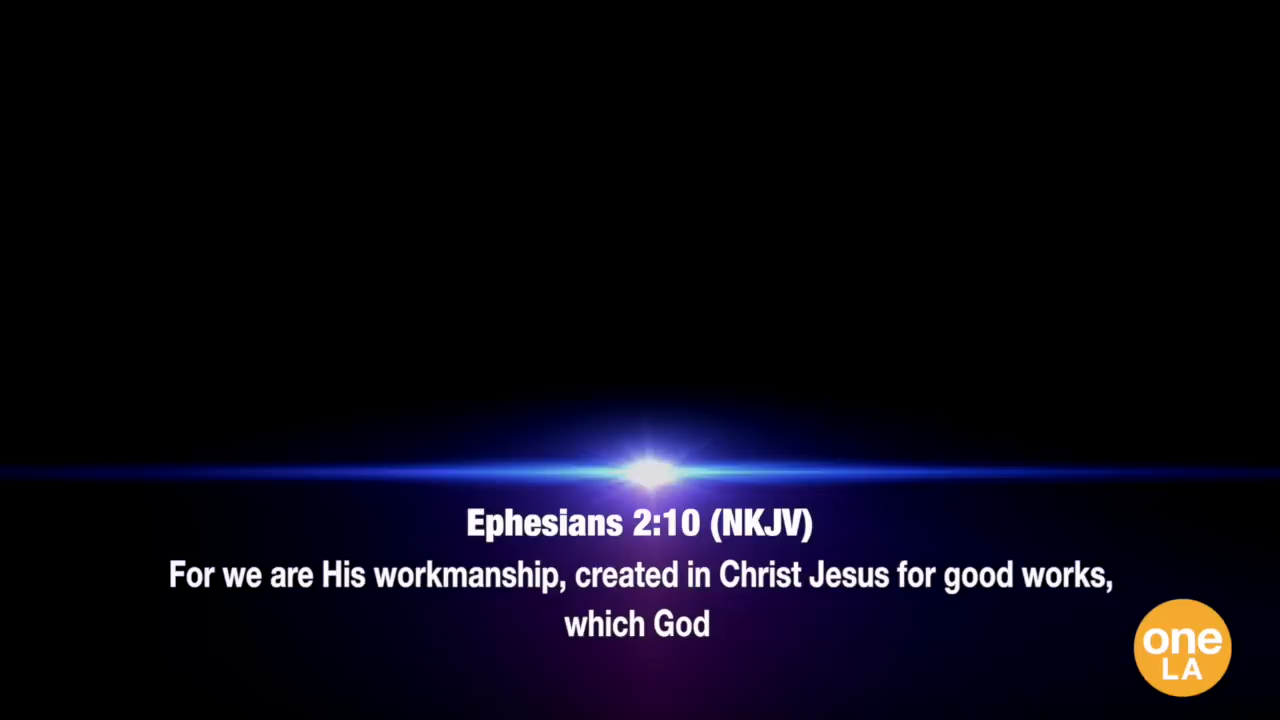 Ephesians 2:10 (NKJV)
For we are His workmanship, created in Christ Jesus for good works,
which God
one
LA